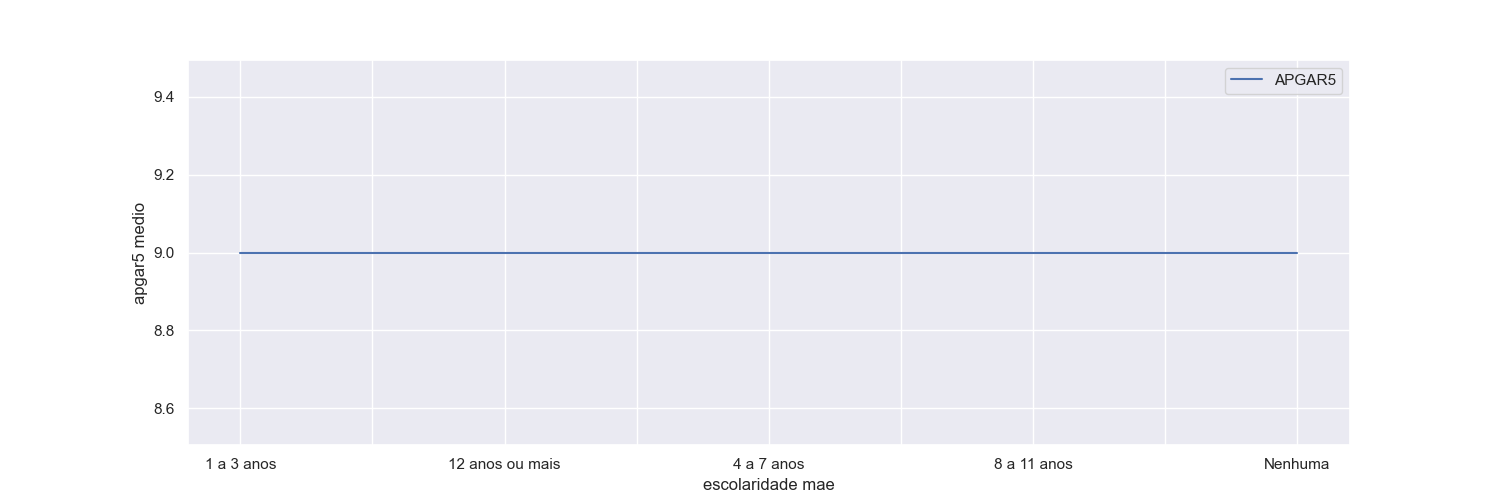 APGAR5
9.4
9.2
9.0
8.8
8.6
apgar5 medio
1 a 3 anos
12 anos ou mais
4 a 7 anos
8 a 11 anos
Nenhuma
escolaridade mae